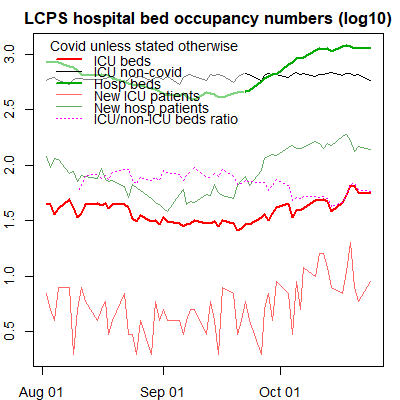 LCPS hospital bed occupancy numbers (log10)
Covid unless stated otherwise
ICU beds
ICU non-covid
Hosp beds
New ICU patients
New hosp patients
ICU/non-ICU beds ratio
3.0
2.5
2.0
1.5
1.0
0.5
Aug 01
Sep 01
Oct 01